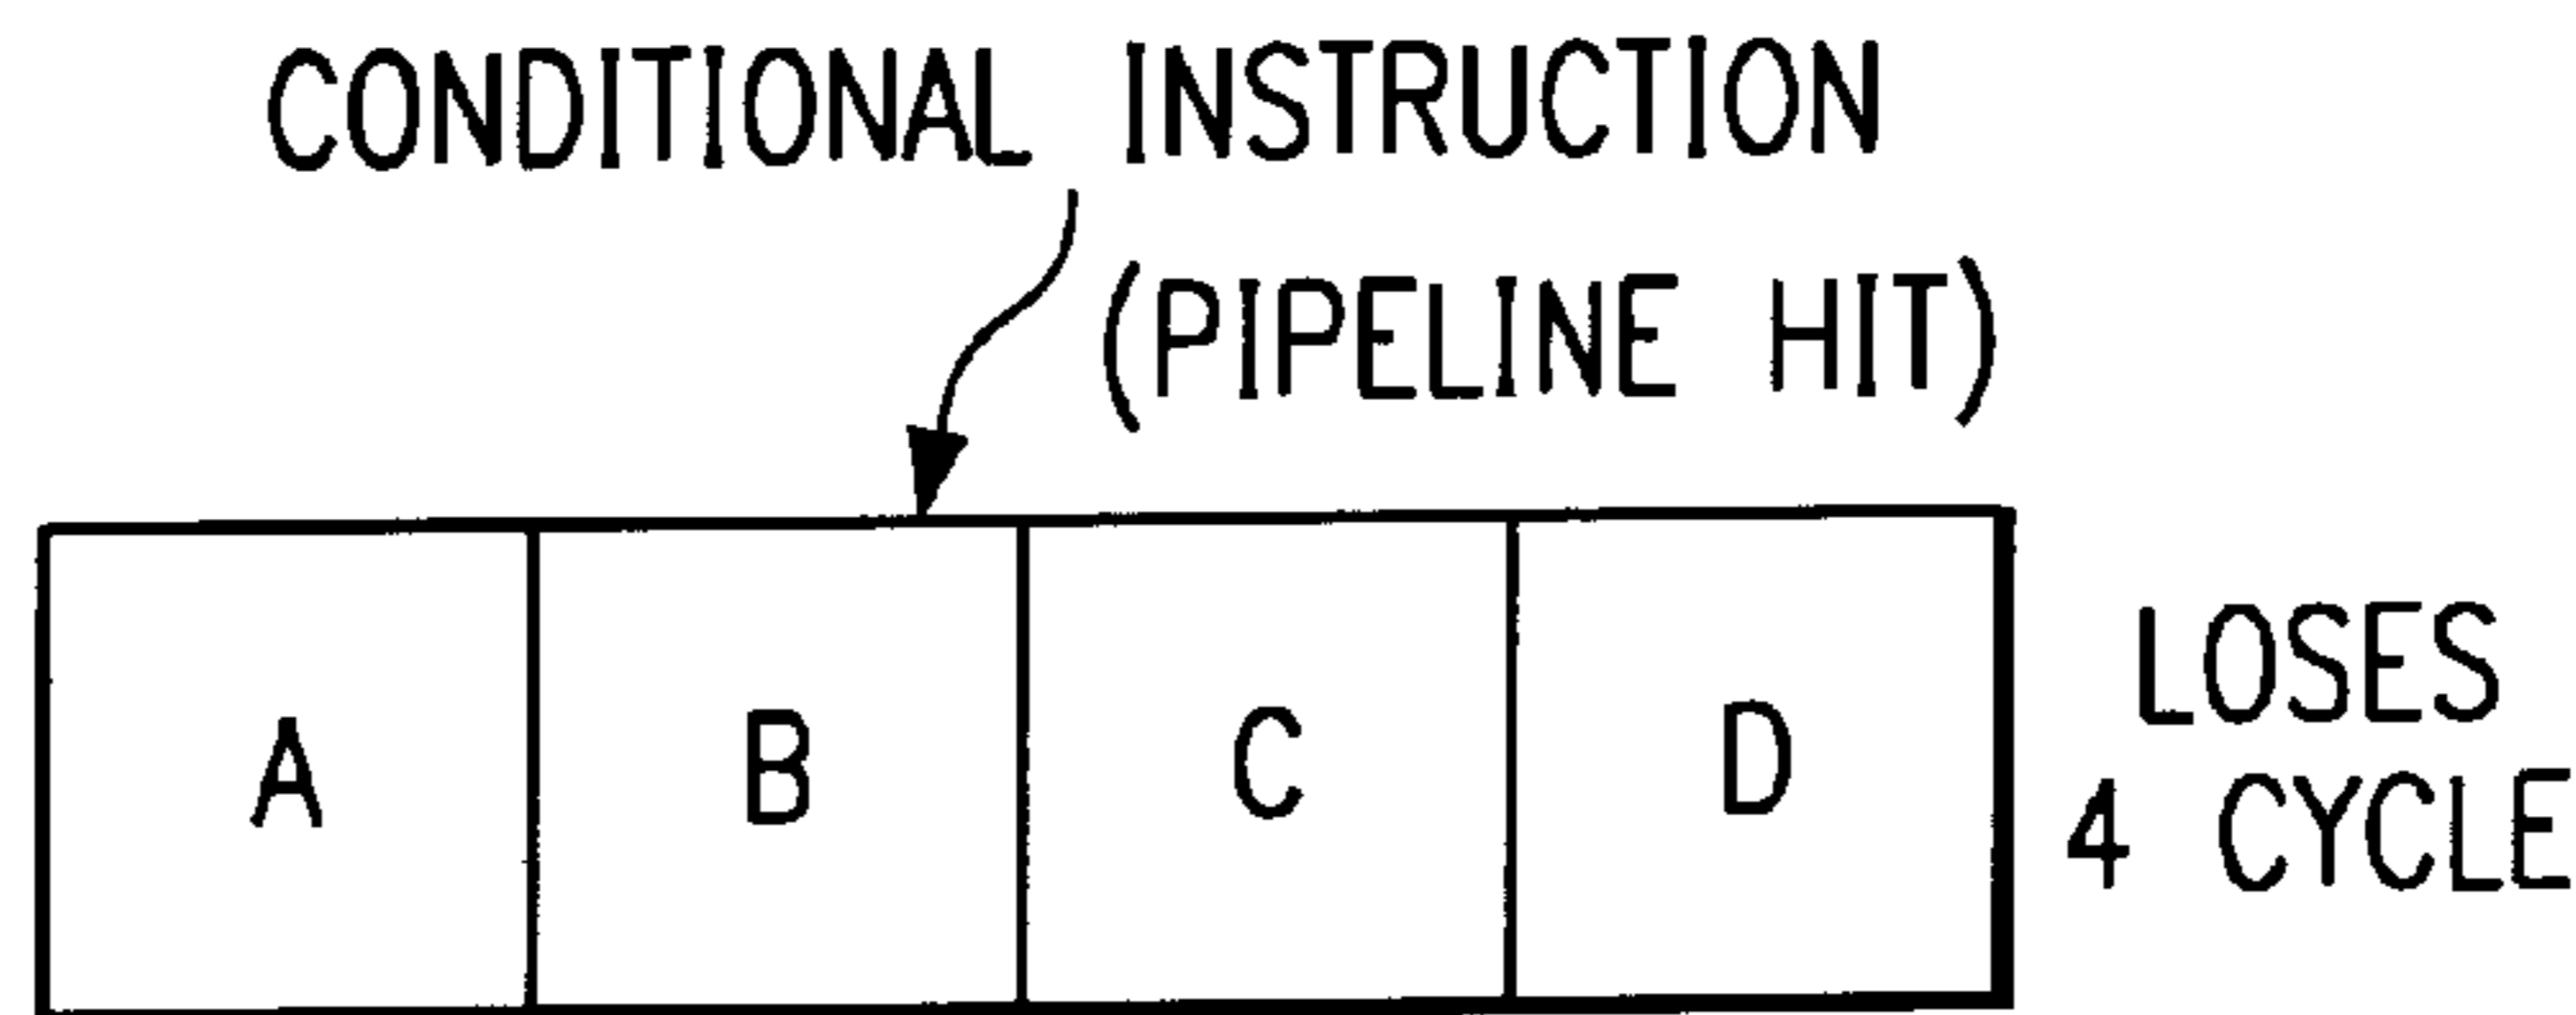 CONDITIONAL INSTRUCTION
(PIPELINE HIT)
A B C D
LOSES
4 CYCLE